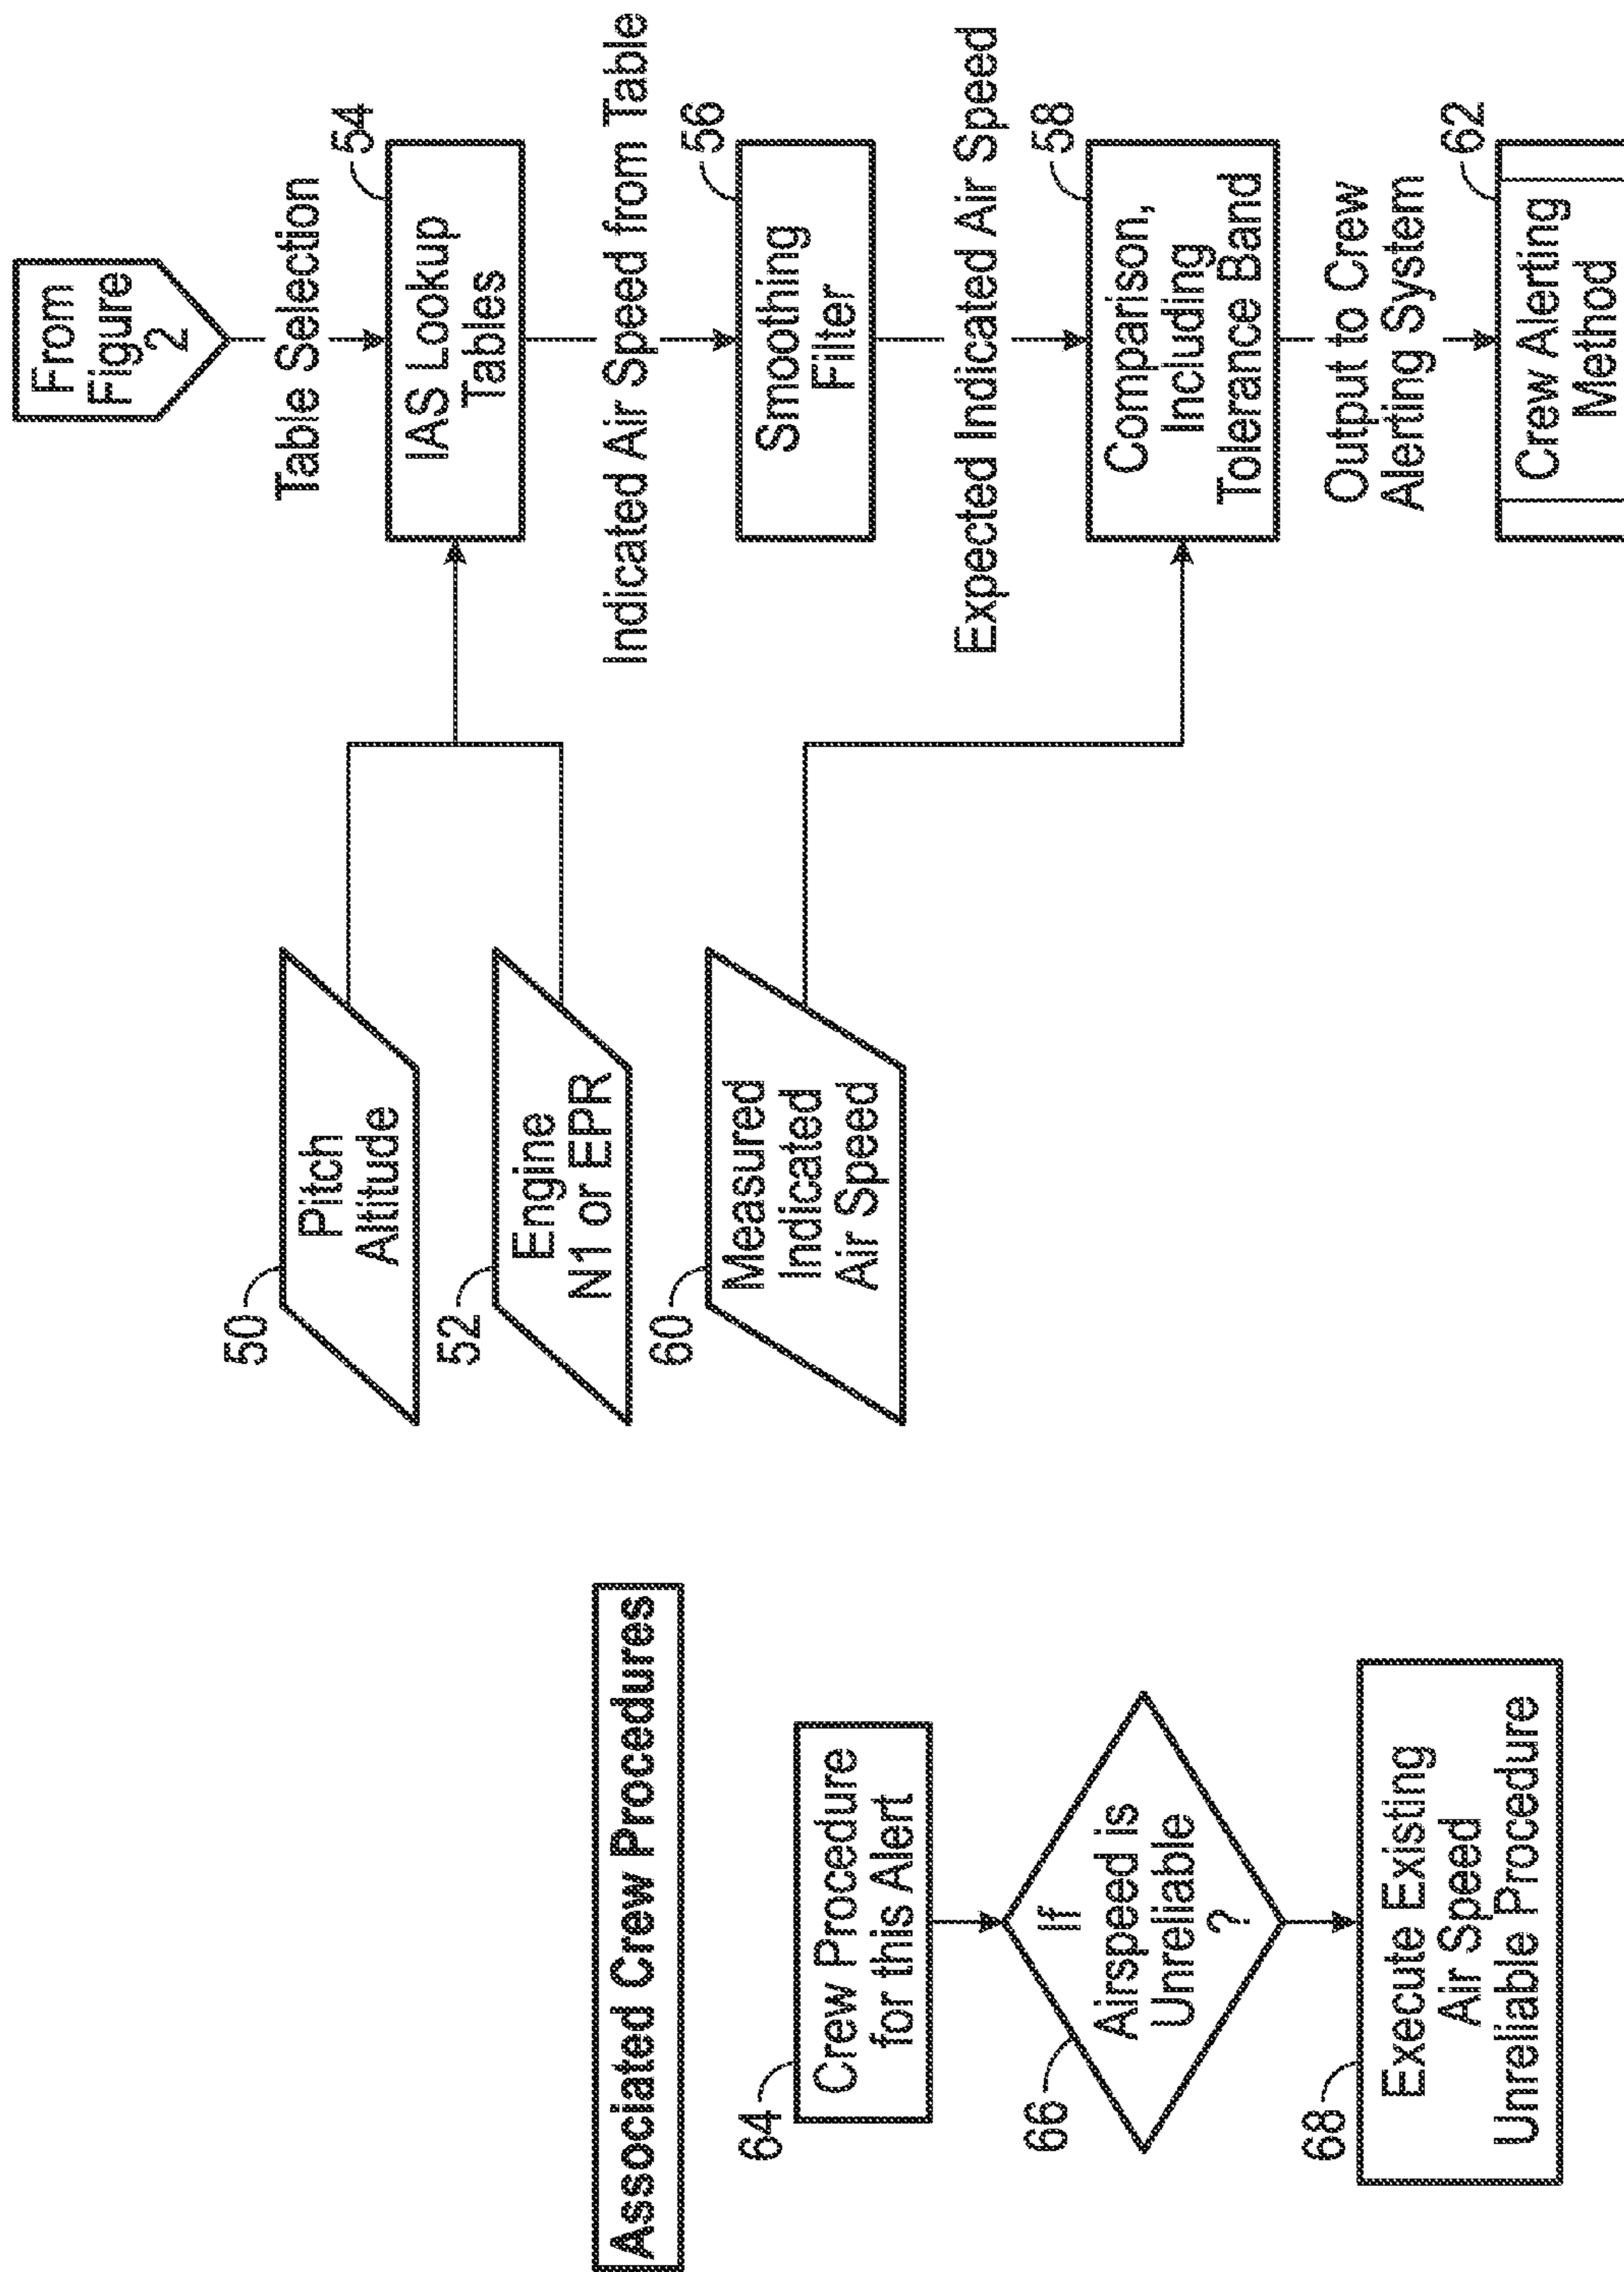 From
Figure
2
Table Selection
54
IAS Lookup
Tables
Indicated Air Speed from Table
56
Smoothing
Filter
Expected Indicated Air Speed
58
Comparison,
Including
Tolerance Band
Output to Crew
Alerting System
62
Crew Alerting
Method
50
Pitch
Altitude
52
Engine
N1 or EPR
60
Measured
Indicated
Air Speed
Associated Crew Procedures
64
Crew Procedure
for this Alert
66
If
Airspeed is
Unreliable
?
68
Execute Existing
Air Speed
Unreliable Procedure